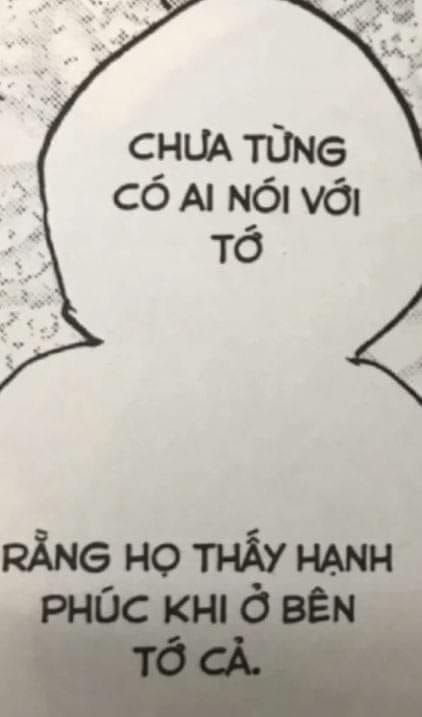 CHƯA TỪNG
CÓ AI NÓI VỚI
TỚ
RẰNG HỌ THẤY HẠNH
PHÚC KHI Ở BÊN
TỚ CẢ.